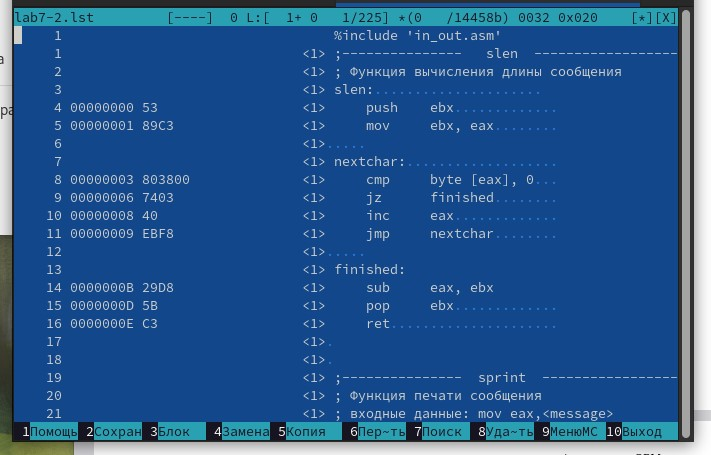 lab7-2.lst [----] 0 L:[ 1+ 0 1/225] *(0 /14458b) 0032 0x020 [*][X]
1 %include 'in_out.asm'
1 <1> ;--------------- slen ------------------
2 <1> ; Функция вычисления длины сообщения
3 <1> slen:.....................
4 00000000 53 <1> push ebx.............
5 00000001 89C3 <1> mov ebx, eax........
6 <1>.....
7 <1> nextchar:...................
8 00000003 803800 <1> cmp byte [eax], 0...
9 00000006 7403 <1> jz finished........
10 00000008 40 <1> inc eax.............
11 00000009 EBF8 <1> jmp nextchar........
12 <1>.....
13 <1> finished:
14 0000000B 29D8 <1> sub eax, ebx
15 0000000D 5B <1> pop ebx.............
16 0000000E C3 <1> ret.....................
17 <1>.
18 <1>.
19 <1> ;--------------- sprint -----------------
20 <1> ; Функция печати сообщения
21 <1> ; входные данные: mov eax,<message>
1Помощь 2Сохран 3Блок 4Замена 5Копия 6Пер~ть 7Поиск 8Уда~ть 9МенюМС 10Выход